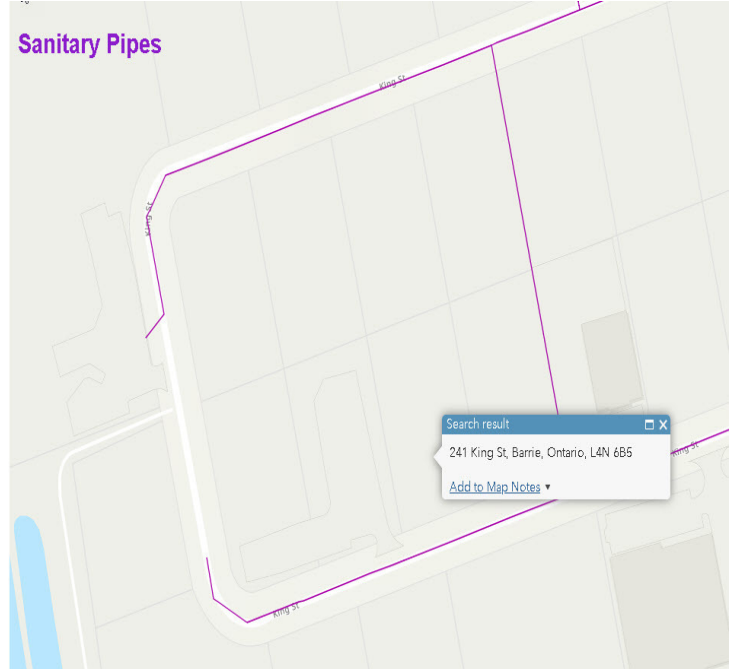 Sanitary Pipes
King St
King St
Search result
241 King St, Barrie, Ontario, L4N 6B5
Add to Map Notes
King St
King St